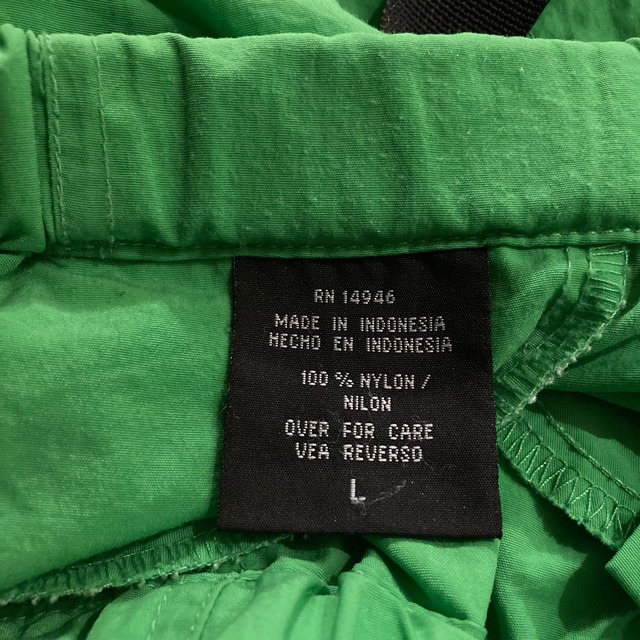 RN 14946
MADE IN INDONESIA
HECHO EN INDONESIA
100 % NYLON /
NILON
OVER FOR CARE
VEA REVERSO
L